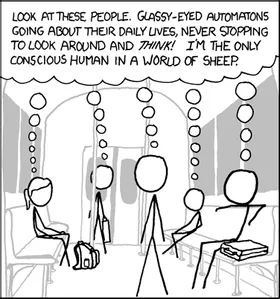 LOOK AT THESE PEOPLE. GLASSY-EYED AUTOMATONS
GOING ABOUT THEIR DAILY LIVES, NEVER STOPPING
TO LOOK AROUND AND THINK! I'M THE ONLY
CONSCIOUS HUMAN IN A WORLD OF SHEEP.